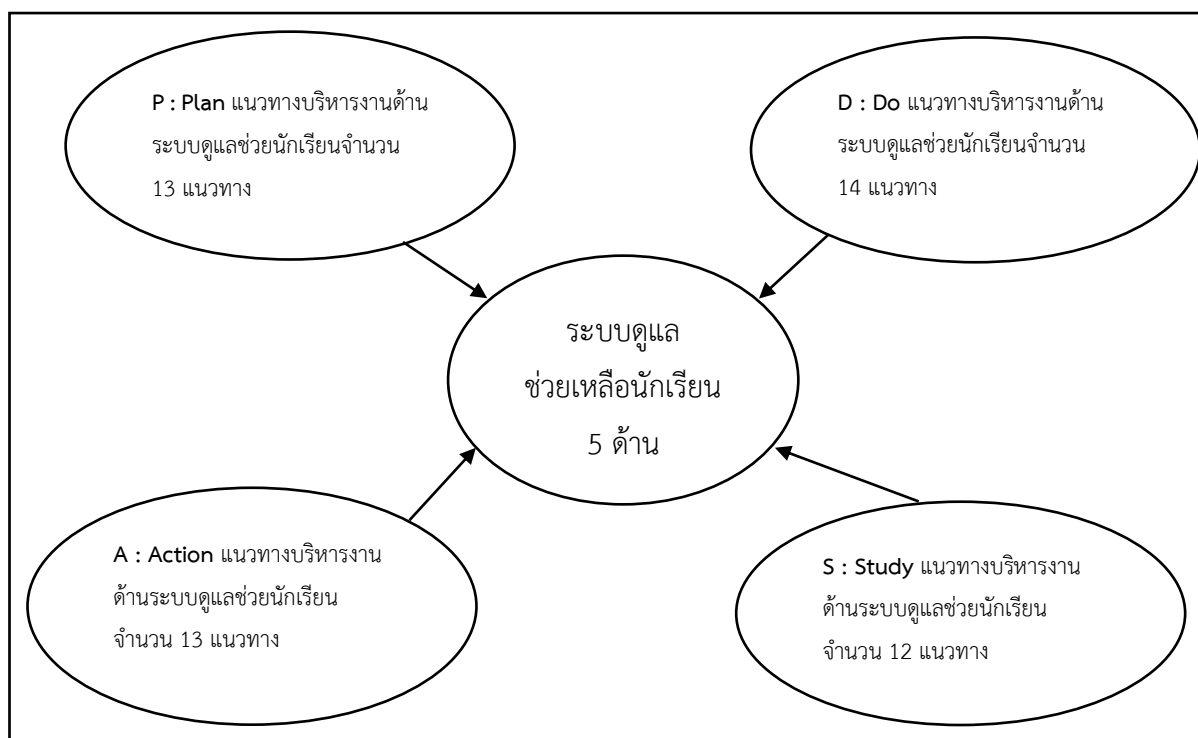 P : Plan แนวทางบริหารงานด้าน
ระบบดูแลช่วยนักเรียนจำนวน
13 แนวทาง
D : Do แนวทางบริหารงานด้าน
ระบบดูแลช่วยนักเรียนจำนวน
14 แนวทาง
ระบบดูแล
ช่วยเหลือนักเรียน
5 ด้าน
A : Action แนวทางบริหารงาน
ด้านระบบดูแลช่วยนักเรียน
จำนวน 13 แนวทาง
S : Study แนวทางบริหารงาน
ด้านระบบดูแลช่วยนักเรียน
จำนวน 12 แนวทาง